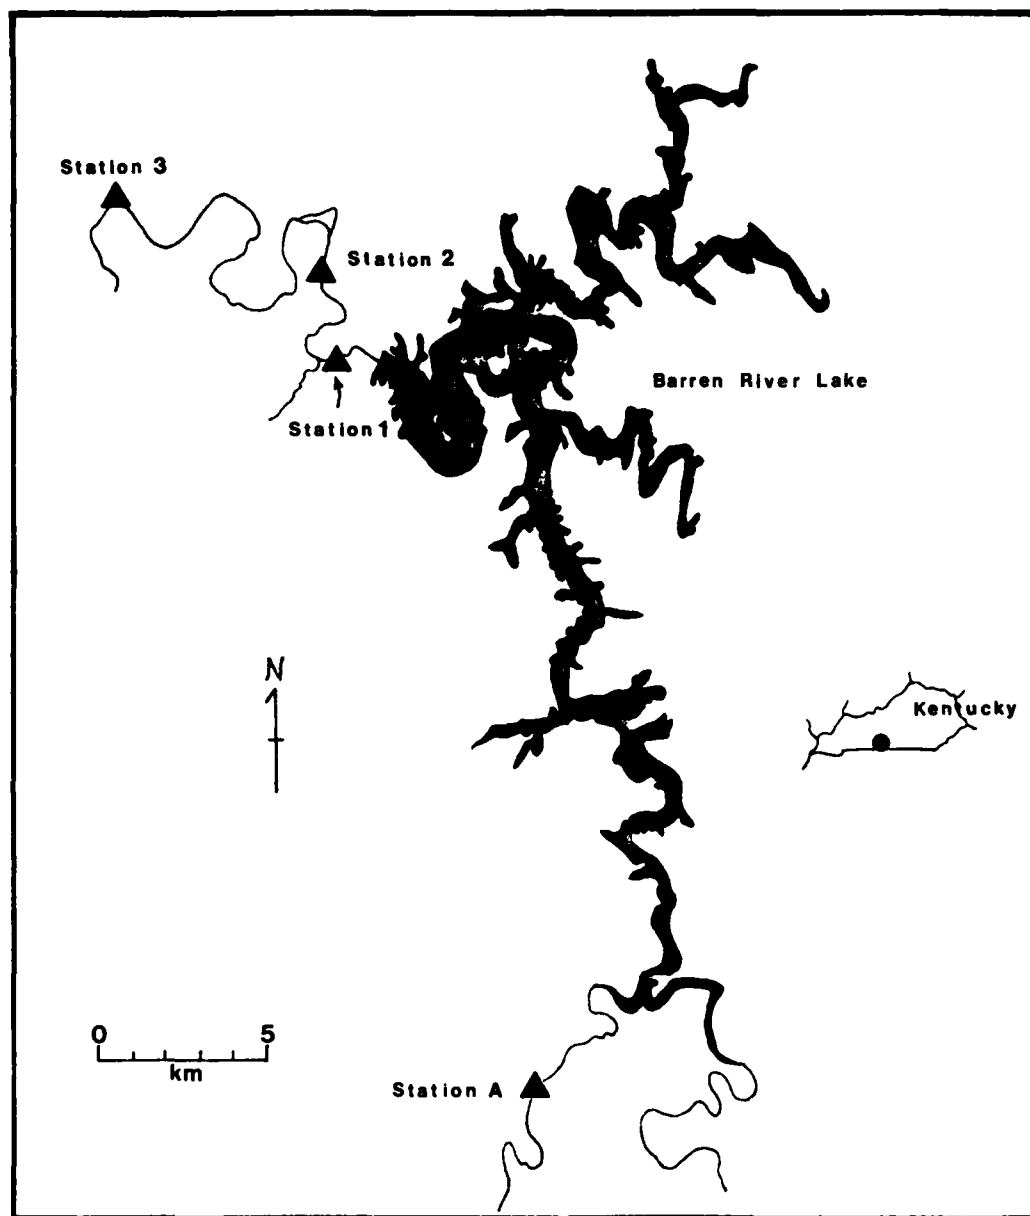 Station 3
Station 2
Barren River Lake
Station 1
N
Kentucky
0 5
km
Station A